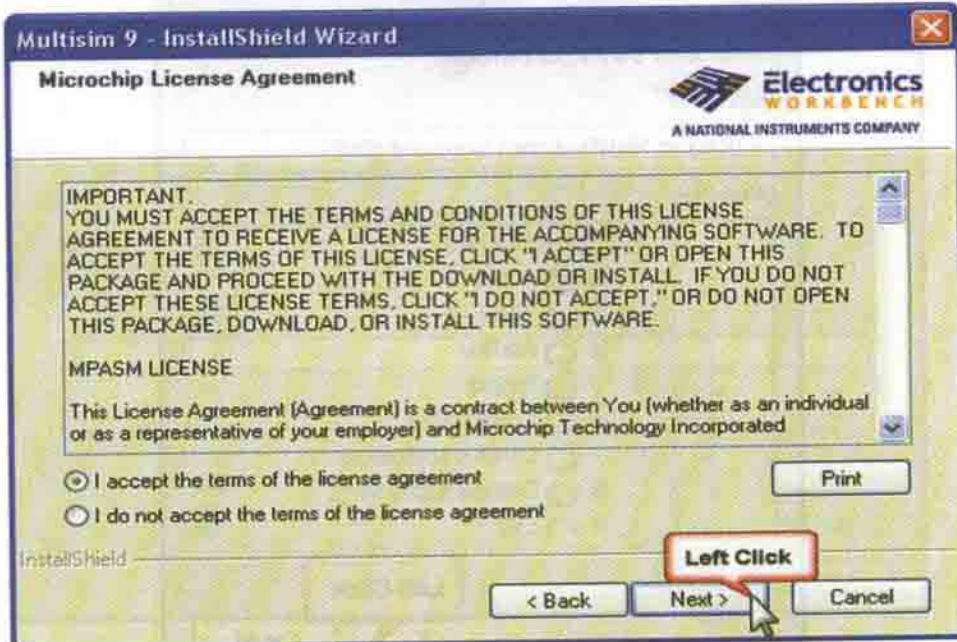 Multisim 9 - InstallShield Wizard
Microchip License Agreement
Electronics
WORKBENCH
A NATIONAL INSTRUMENTS COMPANY
IMPORTANT.
YOU MUST ACCEPT THE TERMS AND CONDITIONS OF THIS LICENSE
AGREEMENT TO RECEIVE A LICENSE FOR THE ACCOMPANYING SOFTWARE. TO
ACCEPT THE TERMS OF THIS LICENSE, CLICK "I ACCEPT" OR OPEN THIS
PACKAGE AND PROCEED WITH THE DOWNLOAD OR INSTALL. IF YOU DO NOT
ACCEPT THESE LICENSE TERMS, CLICK "I DO NOT ACCEPT," OR DO NOT OPEN
THIS PACKAGE, DOWNLOAD, OR INSTALL THIS SOFTWARE.
MPASM LICENSE
This License Agreement (Agreement) is a contract between You (whether as an individual
or as a representative of your employer) and Microchip Technology Incorporated
I accept the terms of the license agreement
Print
I do not accept the terms of the license agreement
InstallShield
Left Click
< Back
Next >
Cancel